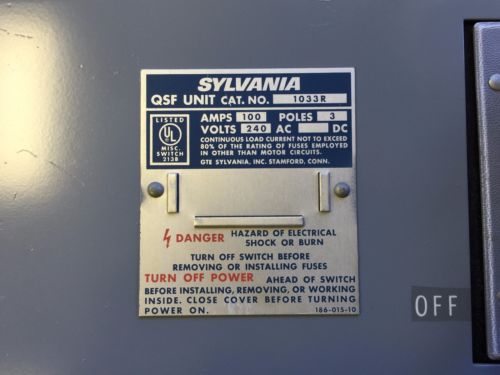 SYLVANIA
QSF UNIT CAT. NO. 1033R
LISTED
UL
MISC.
SWITCH
213B
AMPS 100 POLES 3
VOLTS 240 AC DC
CONTINUOUS LOAD CURRENT NOT TO EXCEED
80% OF THE RATING OF FUSES EMPLOYED
IN OTHER THAN MOTOR CIRCUITS.
GTE SYLVANIA, INC. STAMFORD, CONN.
DANGER HAZARD OF ELECTRICAL
SHOCK OR BURN
TURN OFF SWITCH BEFORE
REMOVING OR INSTALLING FUSES
TURN OFF POWER AHEAD OF SWITCH
BEFORE INSTALLING, REMOVING, OR WORKING
INSIDE. CLOSE COVER BEFORE TURNING
POWER ON. 186-015-10
OFF